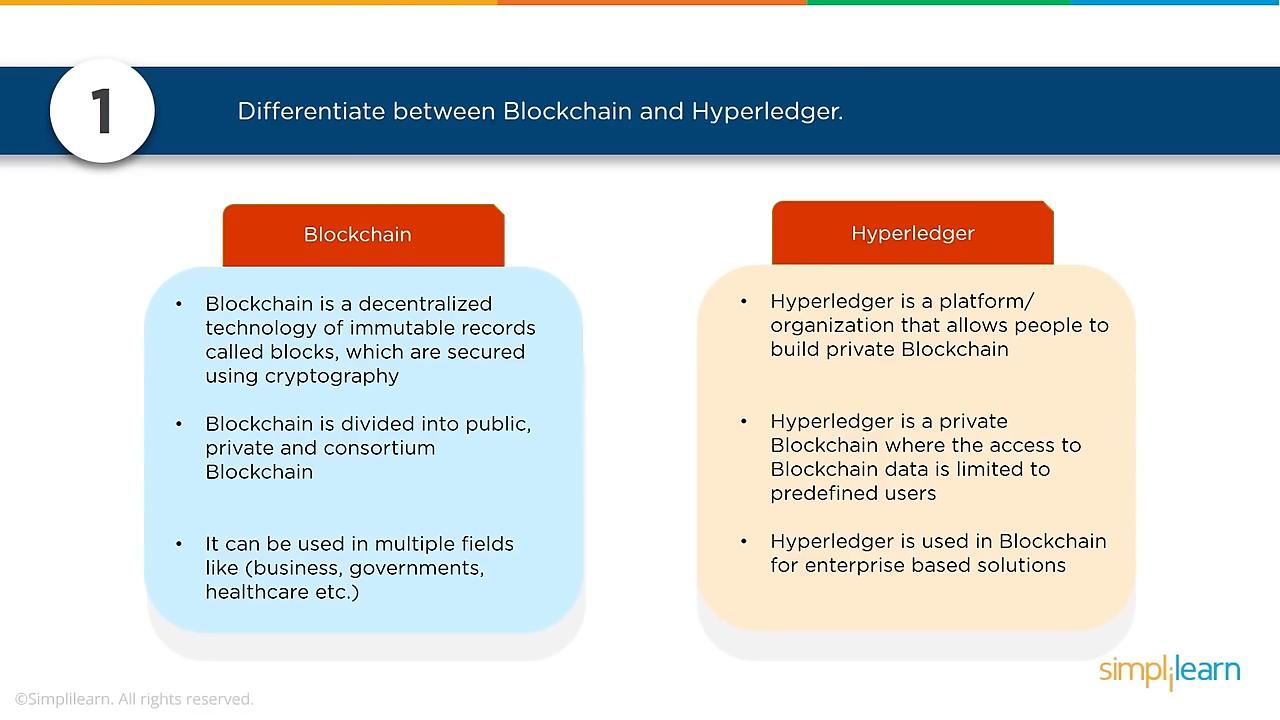 1
Differentiate between Blockchain and Hyperledger.
Blockchain
• Blockchain is a decentralized
technology of immutable records
called blocks, which are secured
using cryptography
• Blockchain is divided into public,
private and consortium
Blockchain
• It can be used in multiple fields
like (business, governments,
healthcare etc.)
Hyperledger
• Hyperledger is a platform/
organization that allows people to
build private Blockchain
• Hyperledger is a private
Blockchain where the access to
Blockchain data is limited to
predefined users
• Hyperledger is used in Blockchain
for enterprise based solutions
simplilearn
©Simplilearn. All rights reserved.